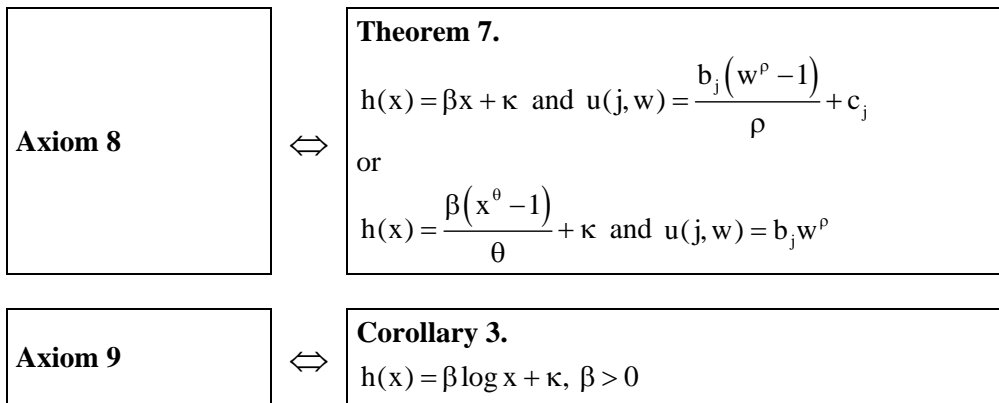 Axiom 8
⇔
Theorem 7.
h(x) = βx + κ and u(j, w) = b_j(w^ρ − 1)/ρ + c_j
or
h(x) = β(x^θ − 1)/θ + κ and u(j, w) = b_j w^ρ
Axiom 9
⇔
Corollary 3.
h(x) = β log x + κ, β > 0